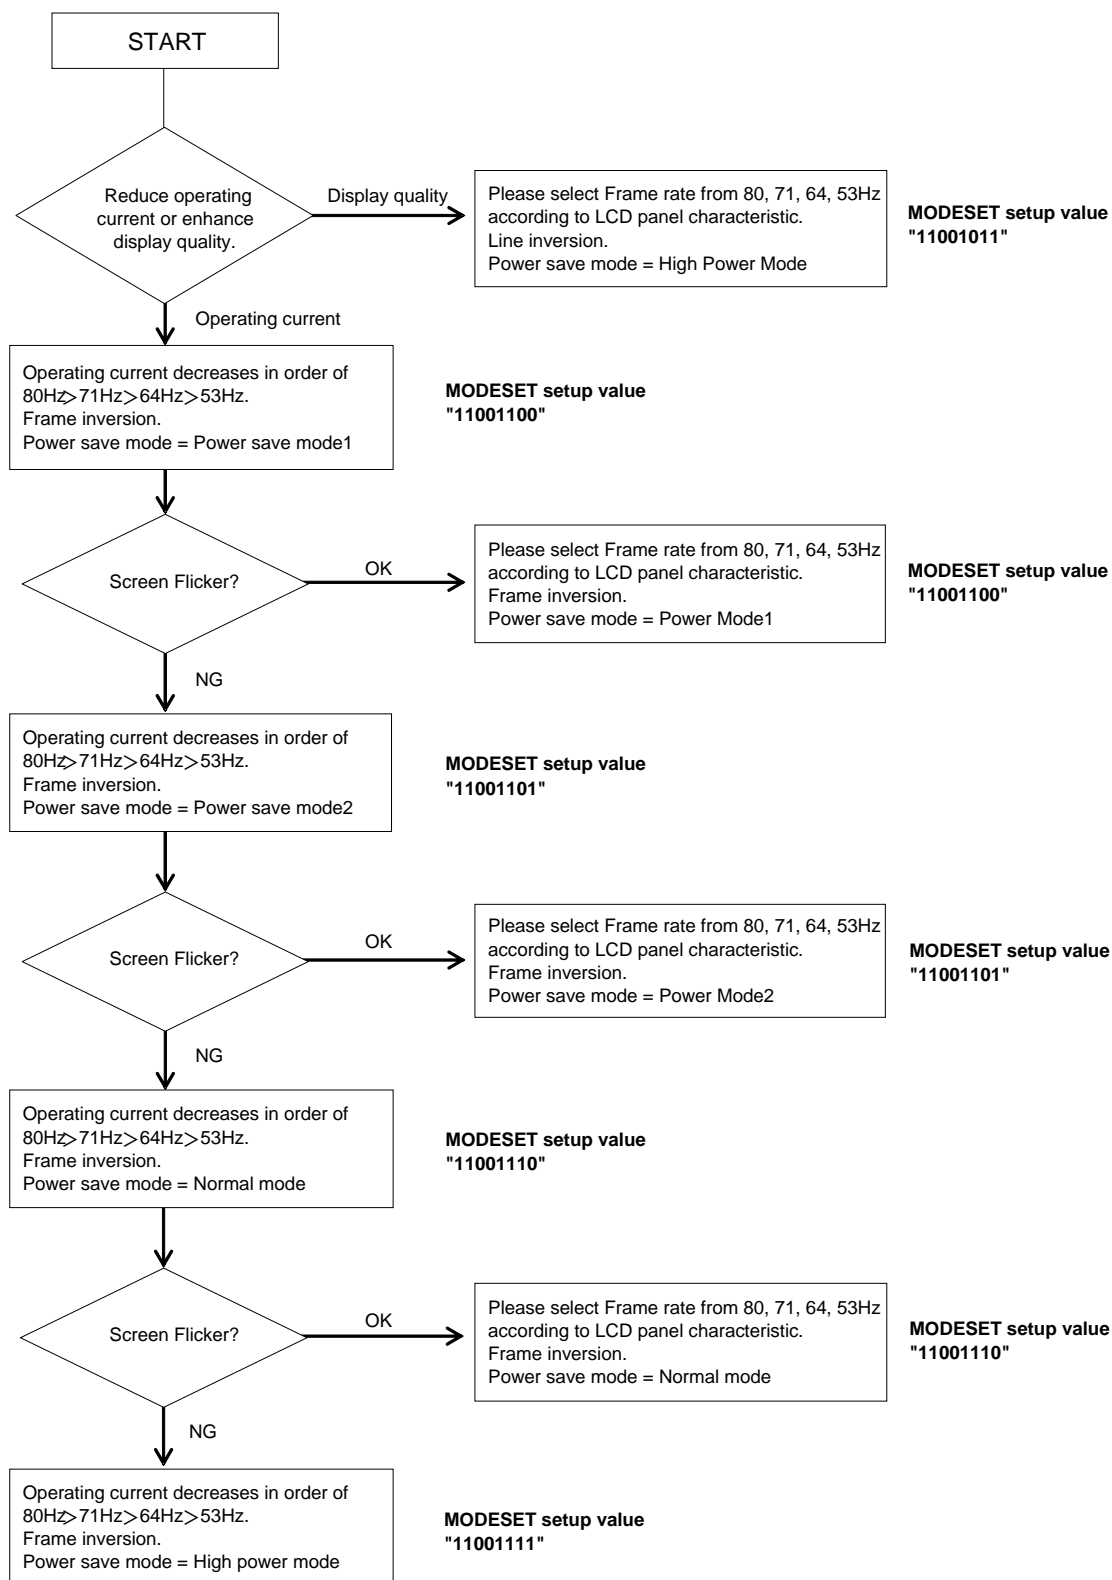 START
Reduce operating
current or enhance
display quality.
Display quality
Please select Frame rate from 80, 71, 64, 53Hz
according to LCD panel characteristic.
Line inversion.
Power save mode = High Power Mode
MODESET setup value
"11001011"
Operating current
Operating current decreases in order of
80Hz>71Hz>64Hz>53Hz.
Frame inversion.
Power save mode = Power save mode1
MODESET setup value
"11001100"
Screen Flicker?
OK
Please select Frame rate from 80, 71, 64, 53Hz
according to LCD panel characteristic.
Frame inversion.
Power save mode = Power Mode1
MODESET setup value
"11001100"
NG
Operating current decreases in order of
80Hz>71Hz>64Hz>53Hz.
Frame inversion.
Power save mode = Power save mode2
MODESET setup value
"11001101"
Screen Flicker?
OK
Please select Frame rate from 80, 71, 64, 53Hz
according to LCD panel characteristic.
Frame inversion.
Power save mode = Power Mode2
MODESET setup value
"11001101"
NG
Operating current decreases in order of
80Hz>71Hz>64Hz>53Hz.
Frame inversion.
Power save mode = Normal mode
MODESET setup value
"11001110"
Screen Flicker?
OK
Please select Frame rate from 80, 71, 64, 53Hz
according to LCD panel characteristic.
Frame inversion.
Power save mode = Normal mode
MODESET setup value
"11001110"
NG
Operating current decreases in order of
80Hz>71Hz>64Hz>53Hz.
Frame inversion.
Power save mode = High power mode
MODESET setup value
"11001111"